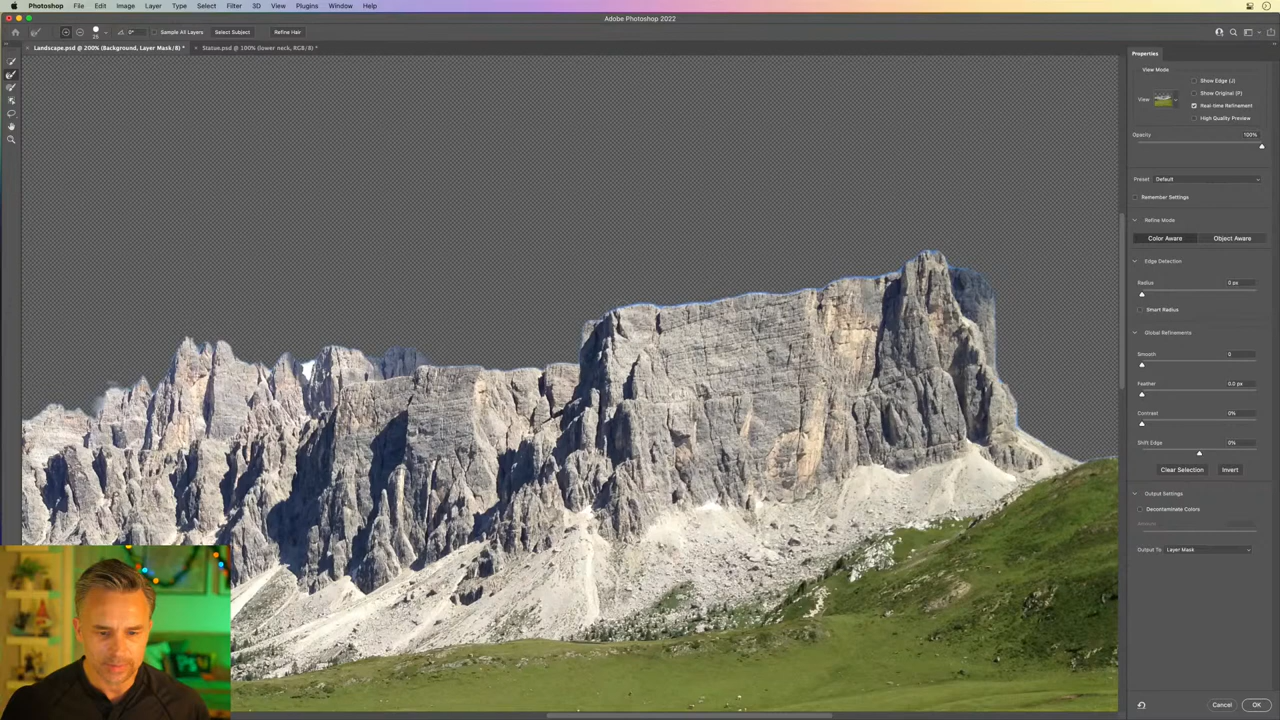 Photoshop File Edit Image Layer Type Select Filter 3D View Plugins Window Help
Adobe Photoshop 2022
0° Sample All Layers Select Subject Refine Hair
Landscape.psd @ 200% (Background, Layer Mask/8) * Statue.psd @ 100% (lower neck, RGB/8) *
Properties
View Mode
Show Edge (J)
View Show Original (P)
Real-time Refinement
High Quality Preview
Opacity 100%
Preset Default
Remember Settings
Refine Mode
Color Aware Object Aware
Edge Detection
Radius 0 px
Smart Radius
Global Refinements
Smooth 0
Feather 0.0 px
Contrast 0%
Shift Edge 0%
Clear Selection Invert
Output Settings
Decontaminate Colors
Output To Layer Mask
Cancel OK